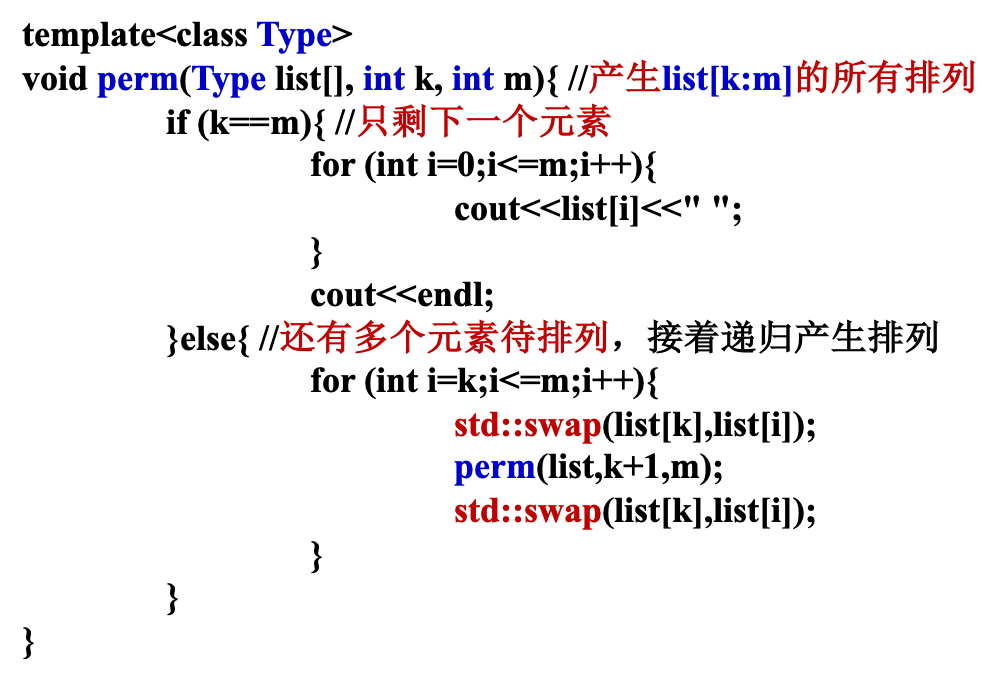 template<class Type>
void perm(Type list[], int k, int m){ //产生list[k:m]的所有排列
if (k==m){ //只剩下一个元素
for (int i=0;i<=m;i++){
cout<<list[i]<<" ";
}
cout<<endl;
}else{ //还有多个元素待排列，接着递归产生排列
for (int i=k;i<=m;i++){
std::swap(list[k],list[i]);
perm(list,k+1,m);
std::swap(list[k],list[i]);
}
}
}